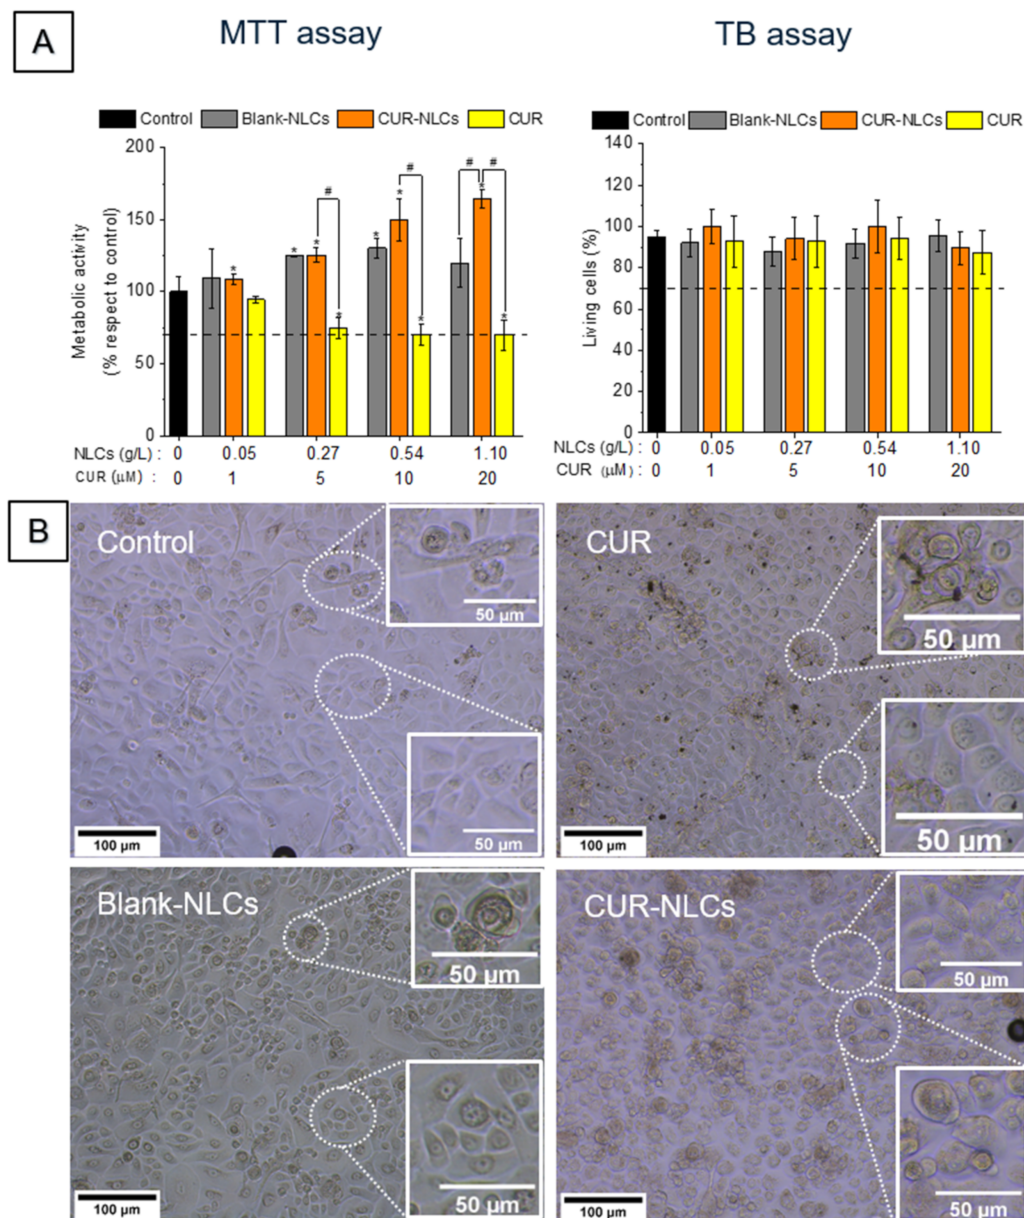 A
MTT assay
TB assay
Control Blank-NLCs CUR-NLCs CUR
Control Blank-NLCs CUR-NLCs CUR
Metabolic activity
(% respect to control)
200
150
100
50
0
* * * * * * * * *
# # # #
NLCs (g/L) : 0 0.05 0.27 0.54 1.10
CUR (µM) : 0 1 5 10 20
Living cells (%)
140
120
100
80
60
40
20
0
NLCs (g/L) : 0 0.05 0.27 0.54 1.10
CUR (µM) : 0 1 5 10 20
B
Control
50 µm
50 µm
100 µm
CUR
50 µm
50 µm
100 µm
Blank-NLCs
50 µm
50 µm
100 µm
CUR-NLCs
50 µm
50 µm
100 µm